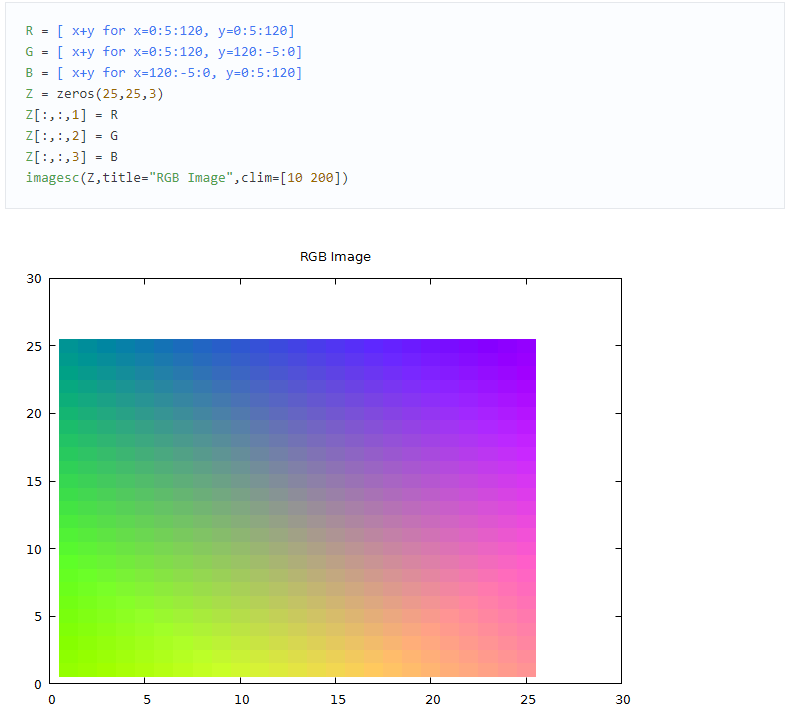 R = [ x+y for x=0:5:120, y=0:5:120]
G = [ x+y for x=0:5:120, y=120:-5:0]
B = [ x+y for x=120:-5:0, y=0:5:120]
Z = zeros(25,25,3)
Z[:,:,1] = R
Z[:,:,2] = G
Z[:,:,3] = B
imagesc(Z,title="RGB Image",clim=[10 200])
RGB Image
30
25
20
15
10
5
0
0 5 10 15 20 25 30